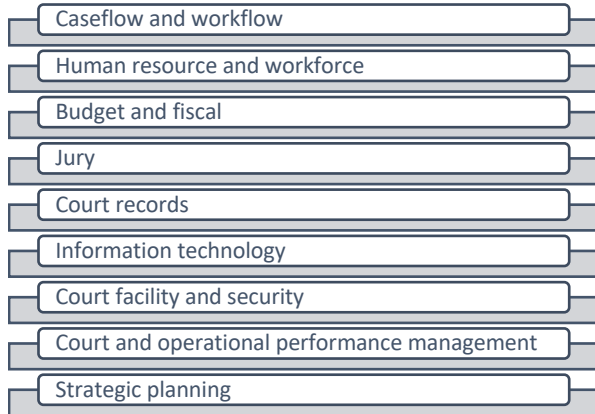 Caseflow and workflow
Human resource and workforce
Budget and fiscal
Jury
Court records
Information technology
Court facility and security
Court and operational performance management
Strategic planning